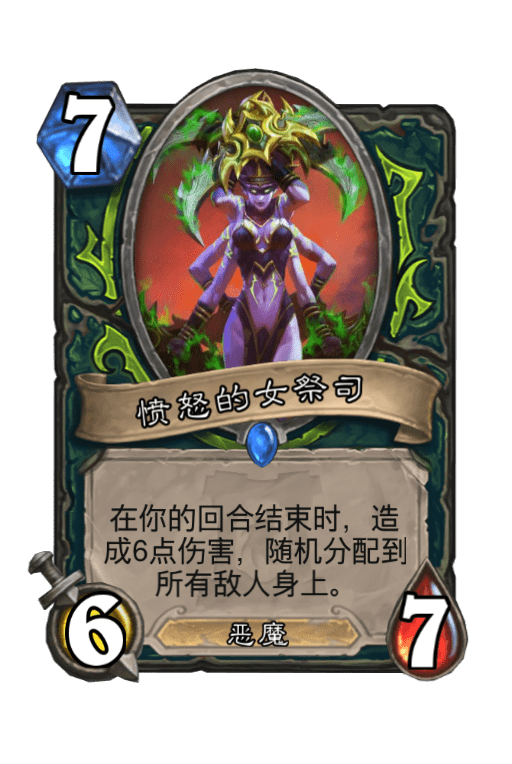 7
愤怒的女祭司
在你的回合结束时，造
成6点伤害，随机分配到
所有敌人身上。
6
恶魔
7